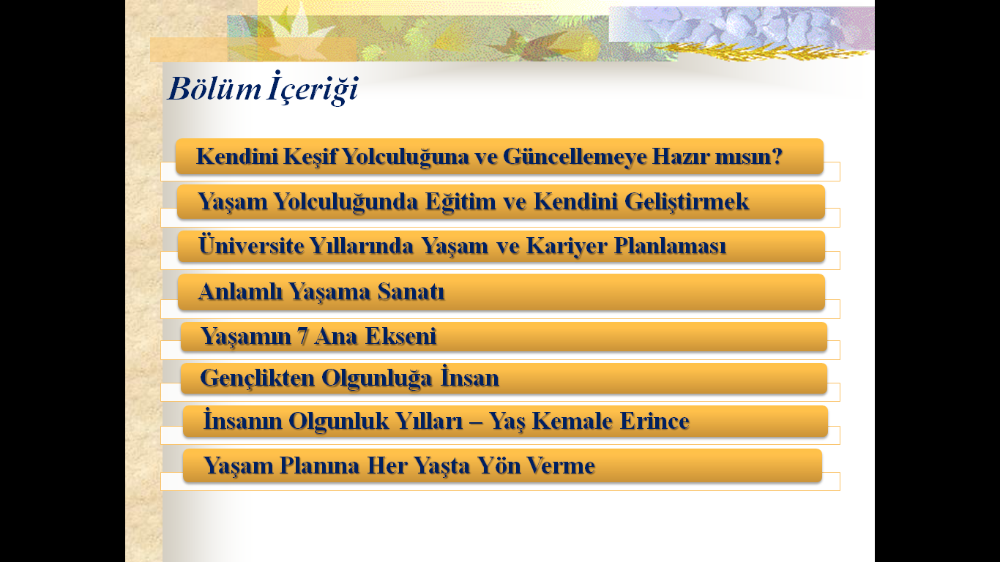 Bölüm İçeriği
Kendini Keşif Yolculuğuna ve Güncellemeye Hazır mısın?
Yaşam Yolculuğunda Eğitim ve Kendini Geliştirmek
Üniversite Yıllarında Yaşam ve Kariyer Planlaması
Anlamlı Yaşama Sanatı
Yaşamın 7 Ana Ekseni
Gençlikten Olgunluğa İnsan
İnsanın Olgunluk Yılları – Yaş Kemale Erince
Yaşam Planına Her Yaşta Yön Verme